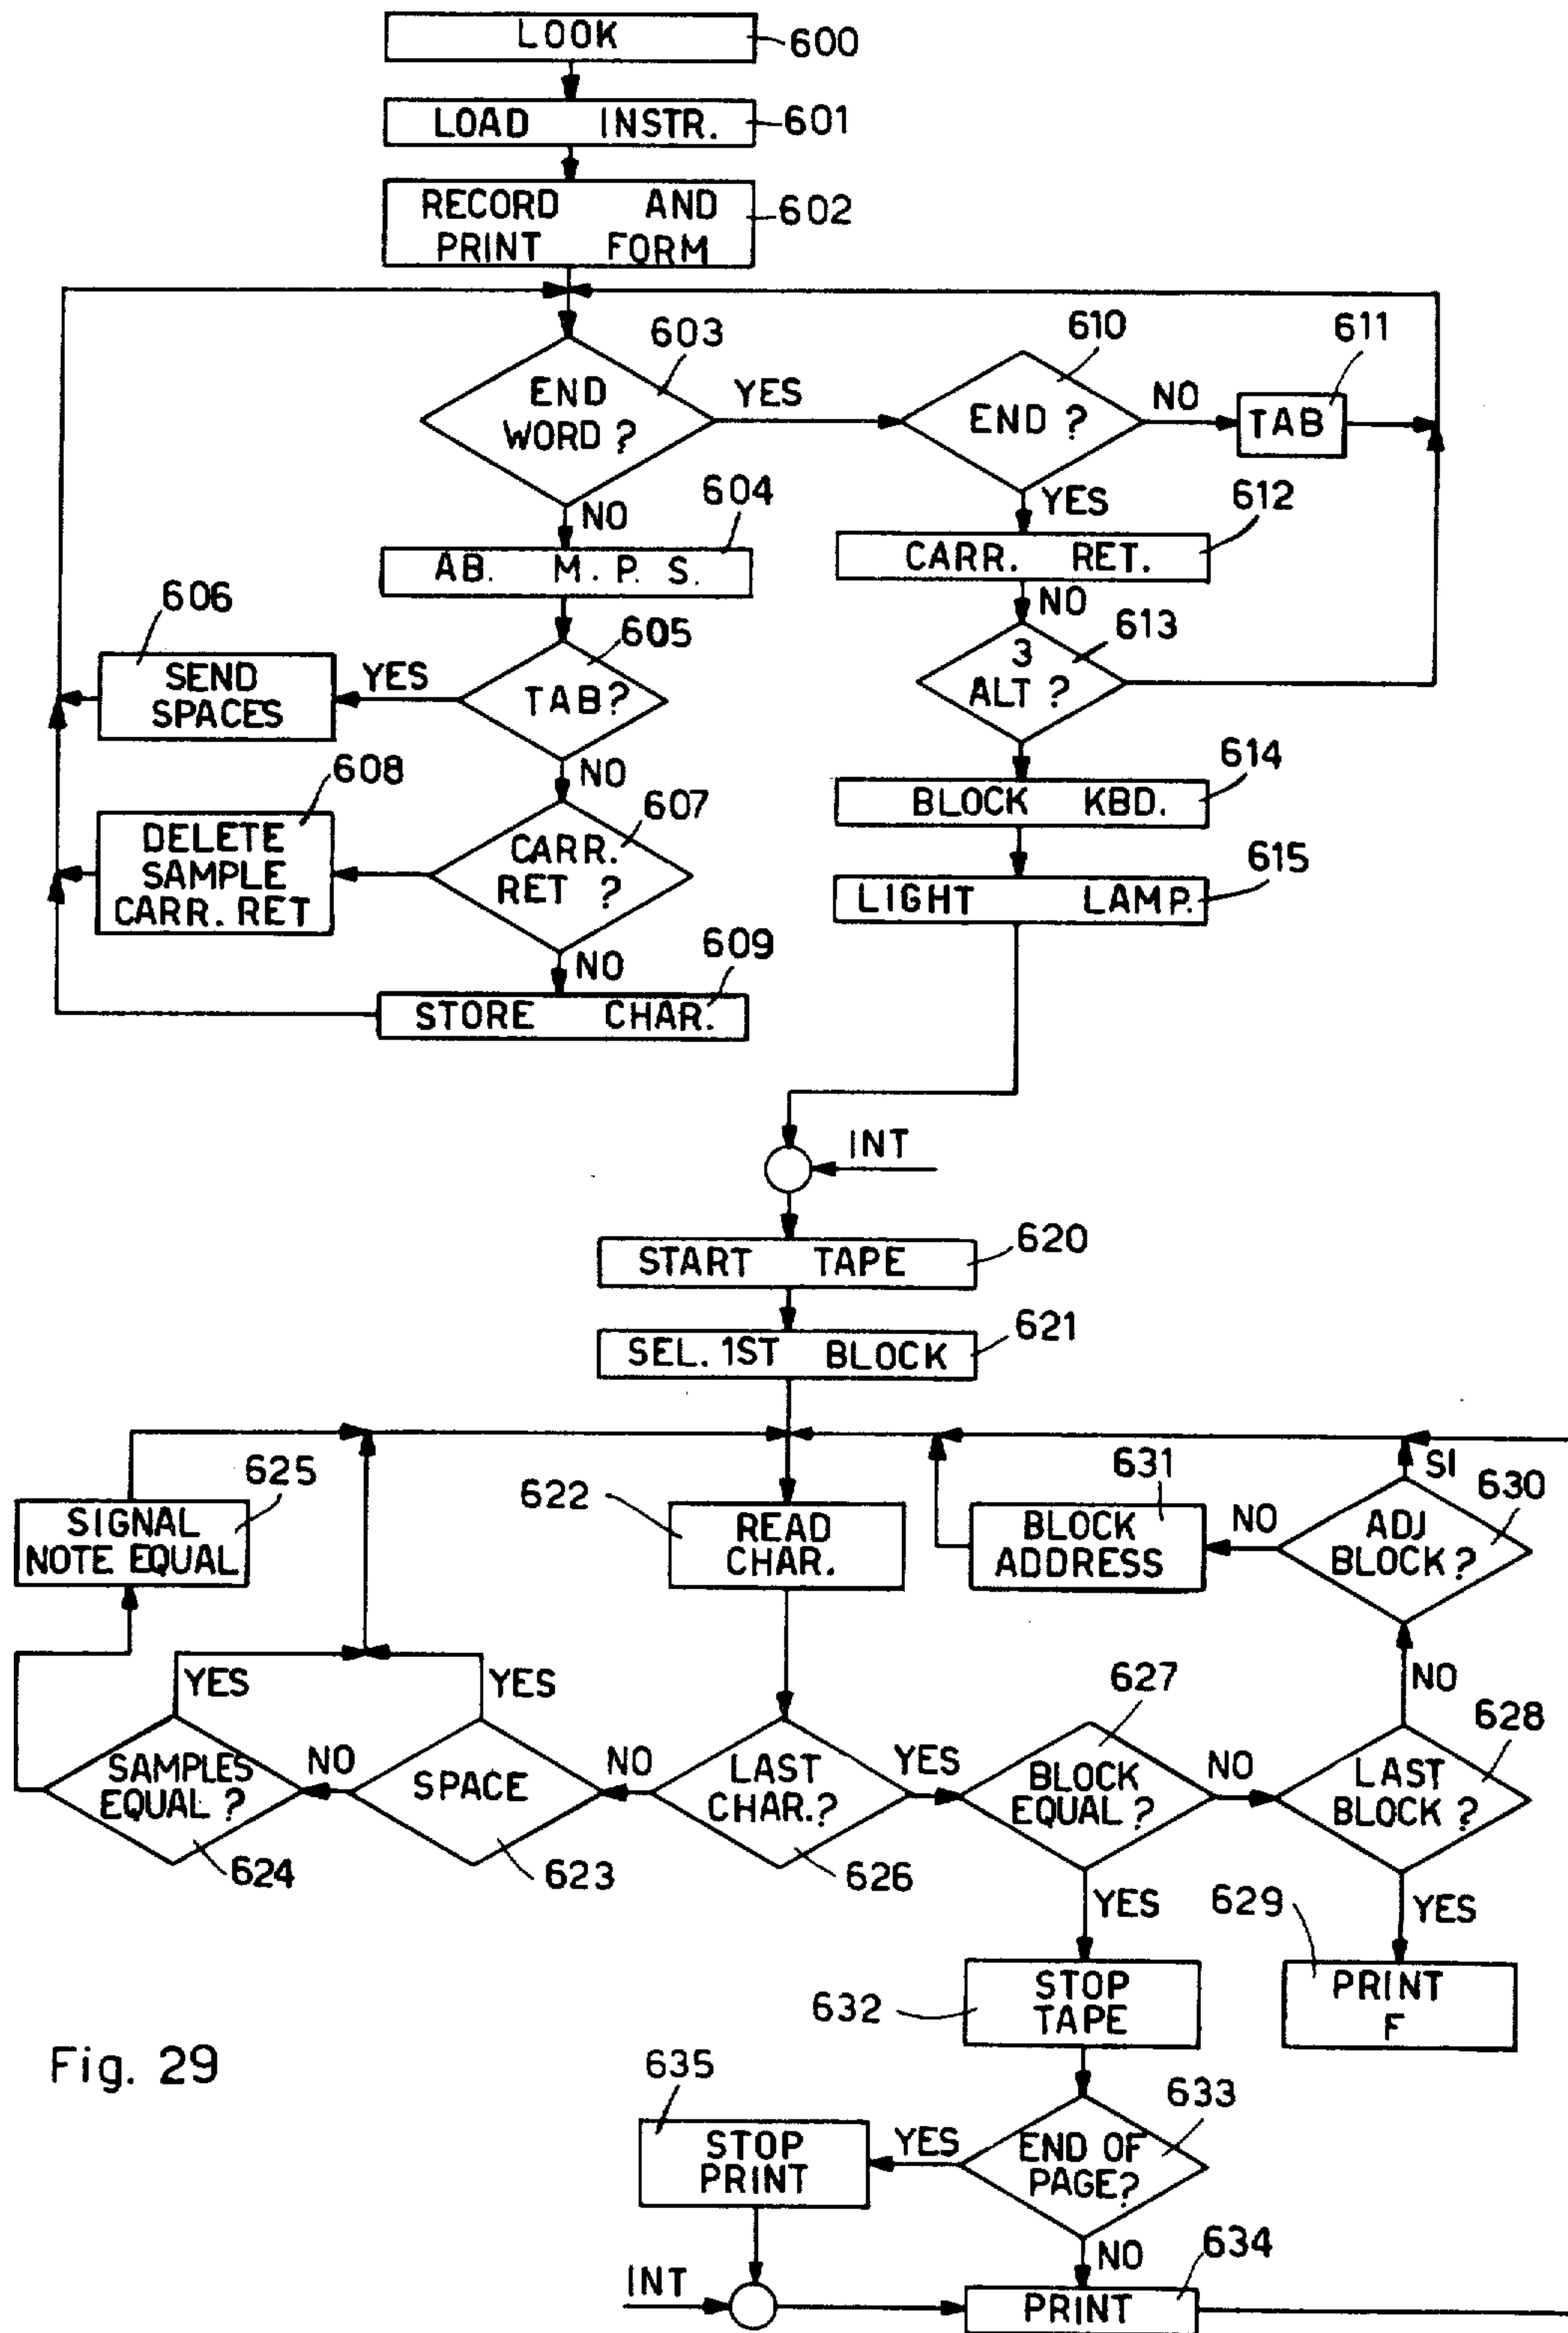 LOOK
600
LOAD INSTR.
601
RECORD AND
PRINT FORM
602
603
END
WORD ?
YES
610
END ?
NO
611
TAB
NO
604
AB. M. P. S.
YES
612
CARR. RET.
NO
606
SEND
SPACES
YES
605
TAB?
3
ALT ?
613
NO
608
DELETE
SAMPLE
CARR. RET
607
CARR.
RET ?
614
BLOCK KBD.
615
LIGHT LAMP.
NO
609
STORE CHAR.
INT
START TAPE
620
SEL. 1ST BLOCK
621
625
SIGNAL
NOTE EQUAL
622
READ
CHAR.
631
BLOCK
ADDRESS
NO
SI
630
ADJ
BLOCK ?
YES
YES
627
NO
628
SAMPLES
EQUAL ?
NO
SPACE
NO
LAST
CHAR.?
YES
BLOCK
EQUAL ?
NO
LAST
BLOCK ?
624
623
626
YES
629
YES
632
STOP
TAPE
PRINT
F
Fig. 29
635
STOP
PRINT
YES
633
END OF
PAGE?
NO
634
INT
PRINT